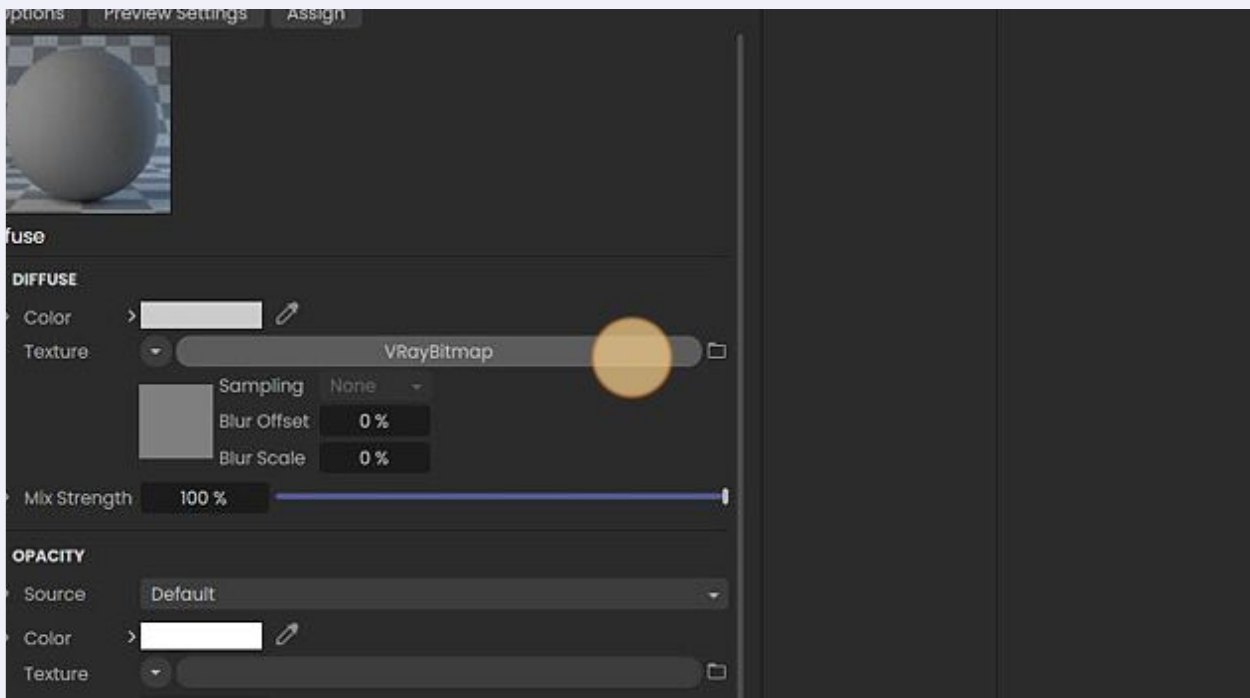 ptions Preview Settings Assign
fuse
DIFFUSE
Color
Texture VRayBitmap
Sampling None
Blur Offset 0 %
Blur Scale 0 %
Mix Strength 100 %
OPACITY
Source Default
Color
Texture